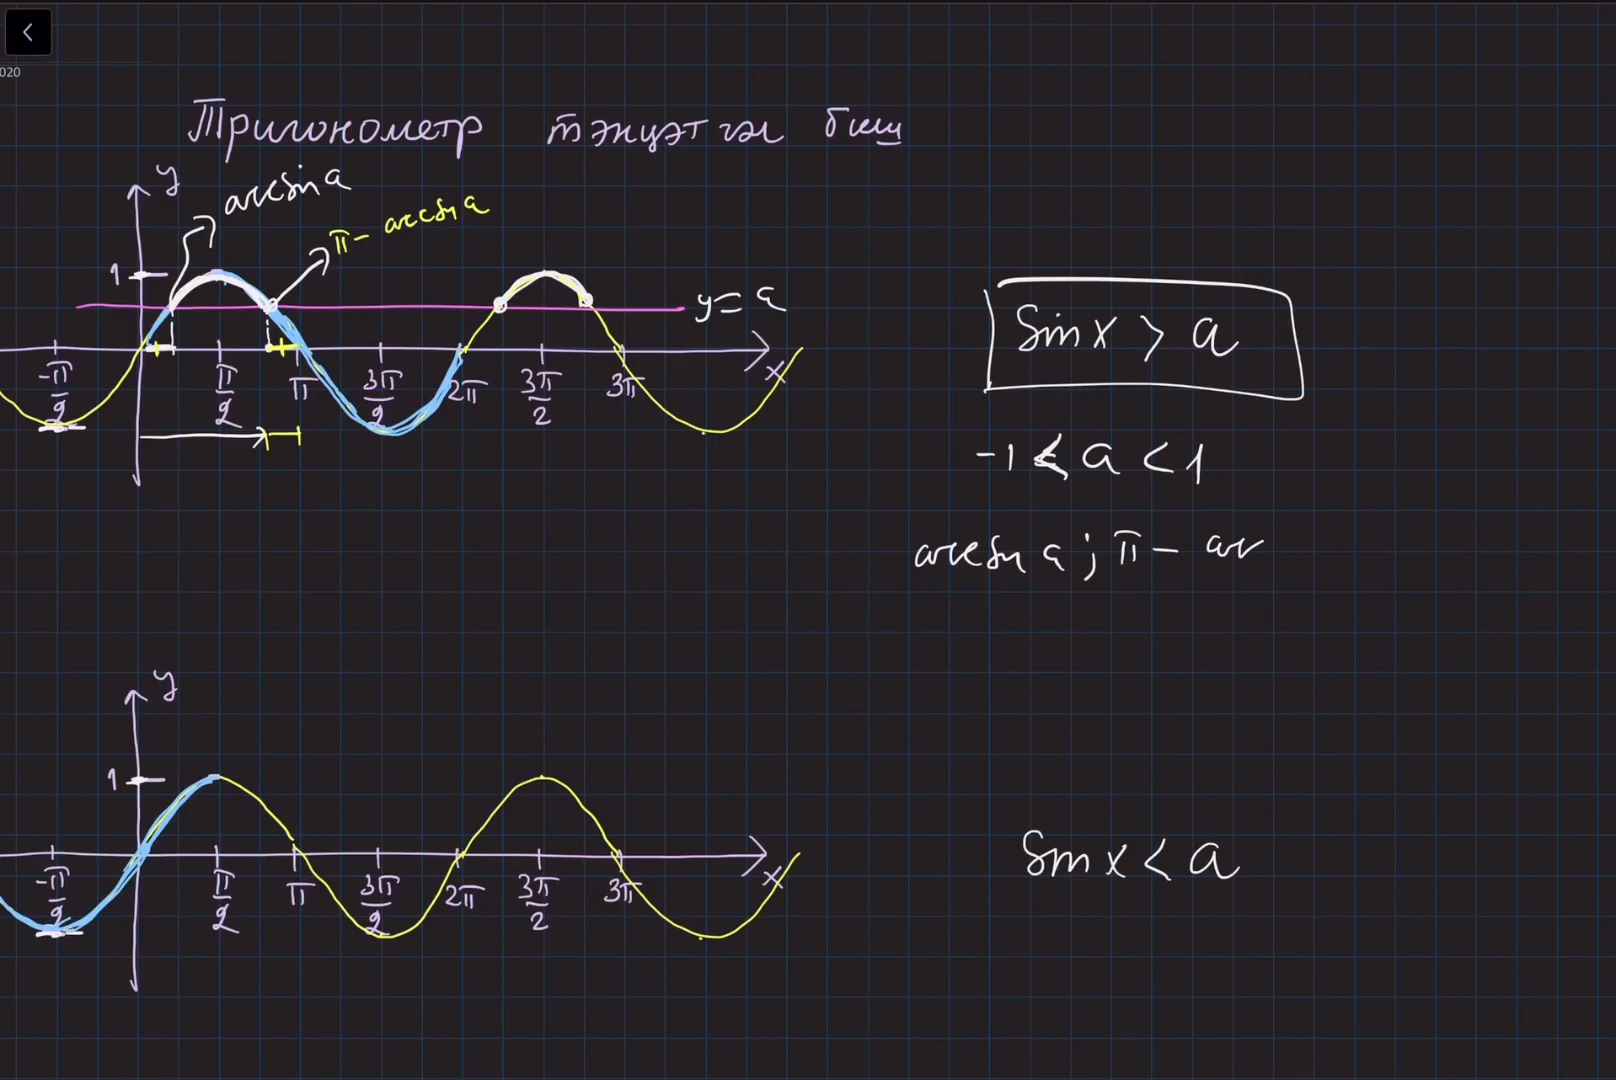 020
Тригонометр тэнцэтгэл биш
y
arcsin a
π- arcsin a
1
y= a
x
-π/2
π/2
π
3π/2
2π
3π/2
3π
Sin x > a
-1 < a < 1
arcsin a ; π - ar
y
1
x
-π/2
π/2
π
3π/2
2π
3π/2
3π
Sin x < a